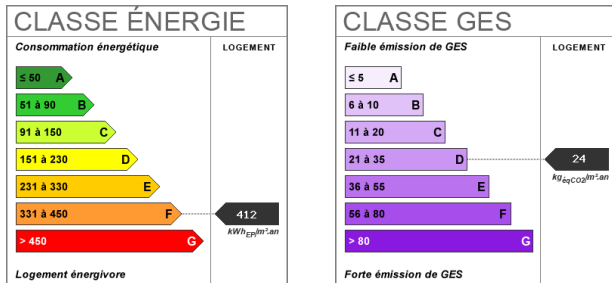 CLASSE ÉNERGIE
Consommation énergétique
LOGEMENT
≤ 50 A
51 à 90 B
91 à 150 C
151 à 230 D
231 à 330 E
331 à 450 F
412
kWhEP/m².an
> 450 G
Logement énergivore
CLASSE GES
Faible émission de GES
LOGEMENT
≤ 5 A
6 à 10 B
11 à 20 C
21 à 35 D
24
kgéqCO2/m².an
36 à 55 E
56 à 80 F
> 80 G
Forte émission de GES